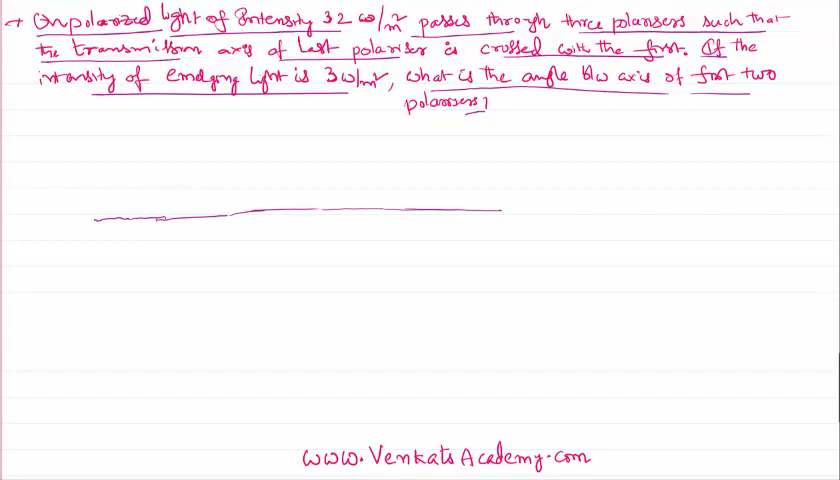 → Unpolarized light of Intensity 32 w/m² passes through three polarisers such that
the transmission axis of last polariser is crossed with the first. If the
intensity of emerging light is 3 w/m², what is the angle b/w axis of first two
polarisers?
www.VenkatsAcademy.com